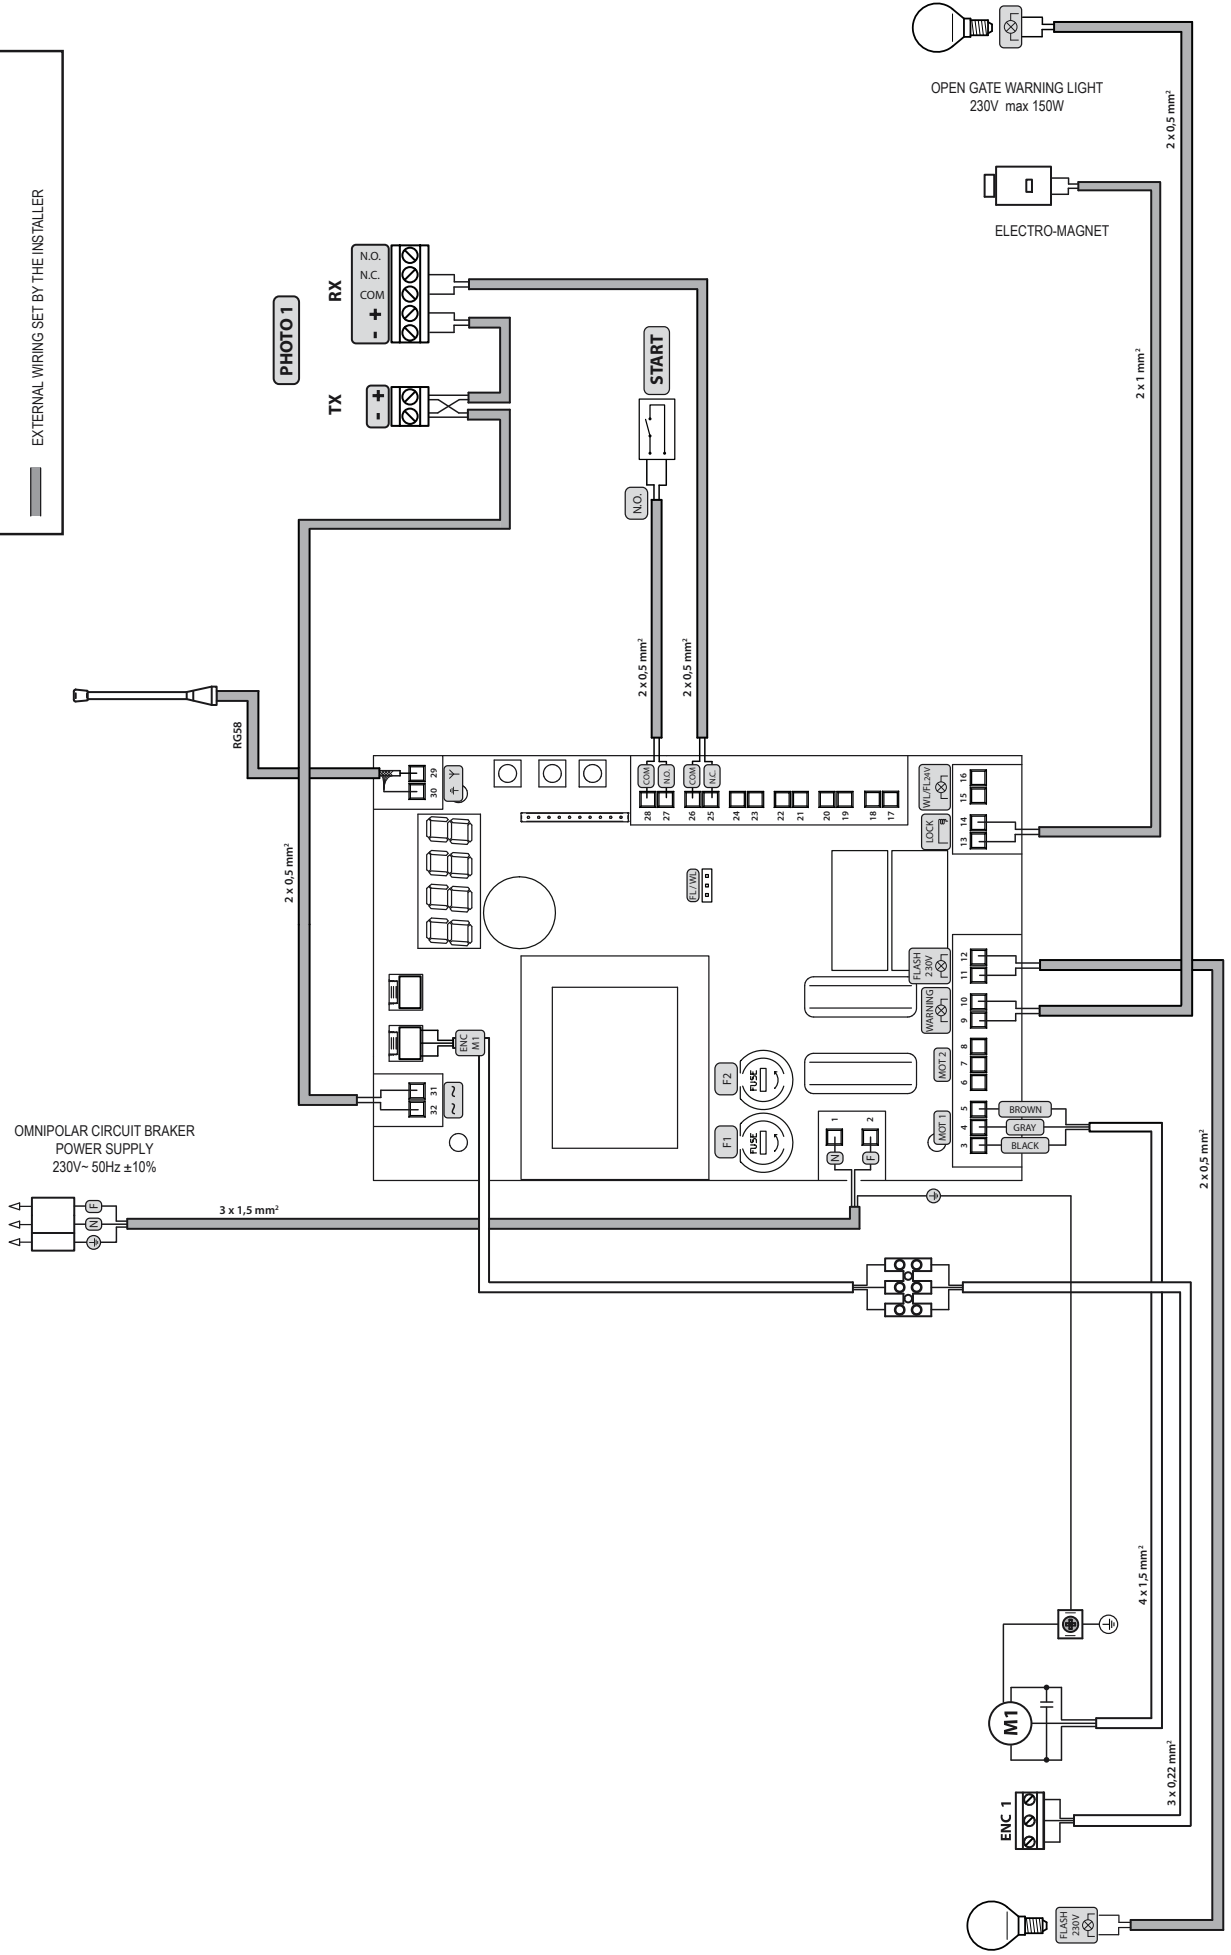 EXTERNAL WIRING SET BY THE INSTALLER
OPEN GATE WARNING LIGHT
230V max 150W
2 x 0,5 mm²
ELECTRO-MAGNET
2 x 1 mm²
PHOTO 1
RX
N.O.
N.C.
COM
+
-
TX
- +
START
N.O.
2 x 0,5 mm²
2 x 0,5 mm²
RG58
2 x 0,5 mm²
29
30
COM
N.O.
COM
N.C.
28
27
26
25
24
23
22
21
20
19
18
17
WL/FL24V
16
15
LOCK
14
13
FL / WL
FLASH
230V
12
11
WARNING
10
9
MOT 2
8
7
6
MOT 1
5
4
3
BROWN
GRAY
BLACK
ENC
M1
31
32
~ ~
F2
FUSE
F1
FUSE
1
2
N
F
OMNIPOLAR CIRCUIT BRAKER
POWER SUPPLY
230V~ 50Hz ±10%
F
N
3 x 1,5 mm²
2 x 0,5 mm²
4 x 1,5 mm²
M1
3 x 0,22 mm²
ENC 1
FLASH
230V